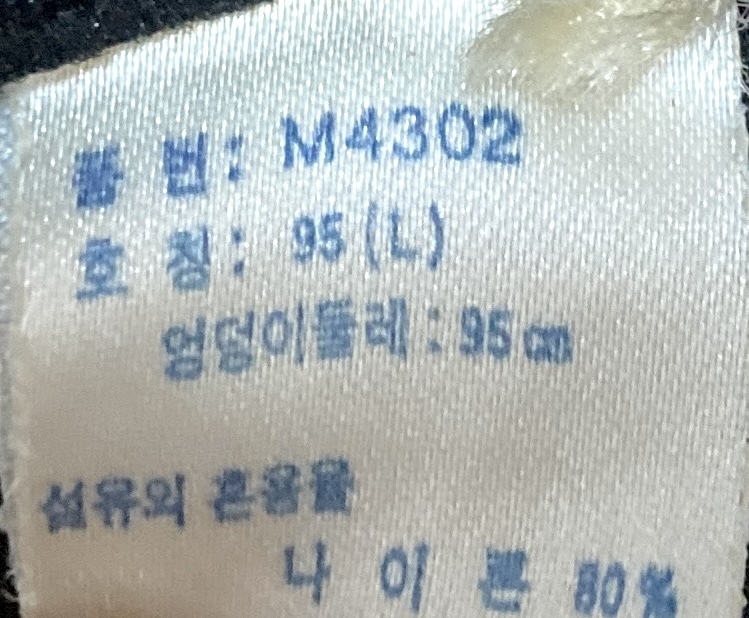 품 번: M4302
호 칭: 95 (L)
엉덩이둘레: 95 cm
섬유의 혼용율
나 이 론 80 %